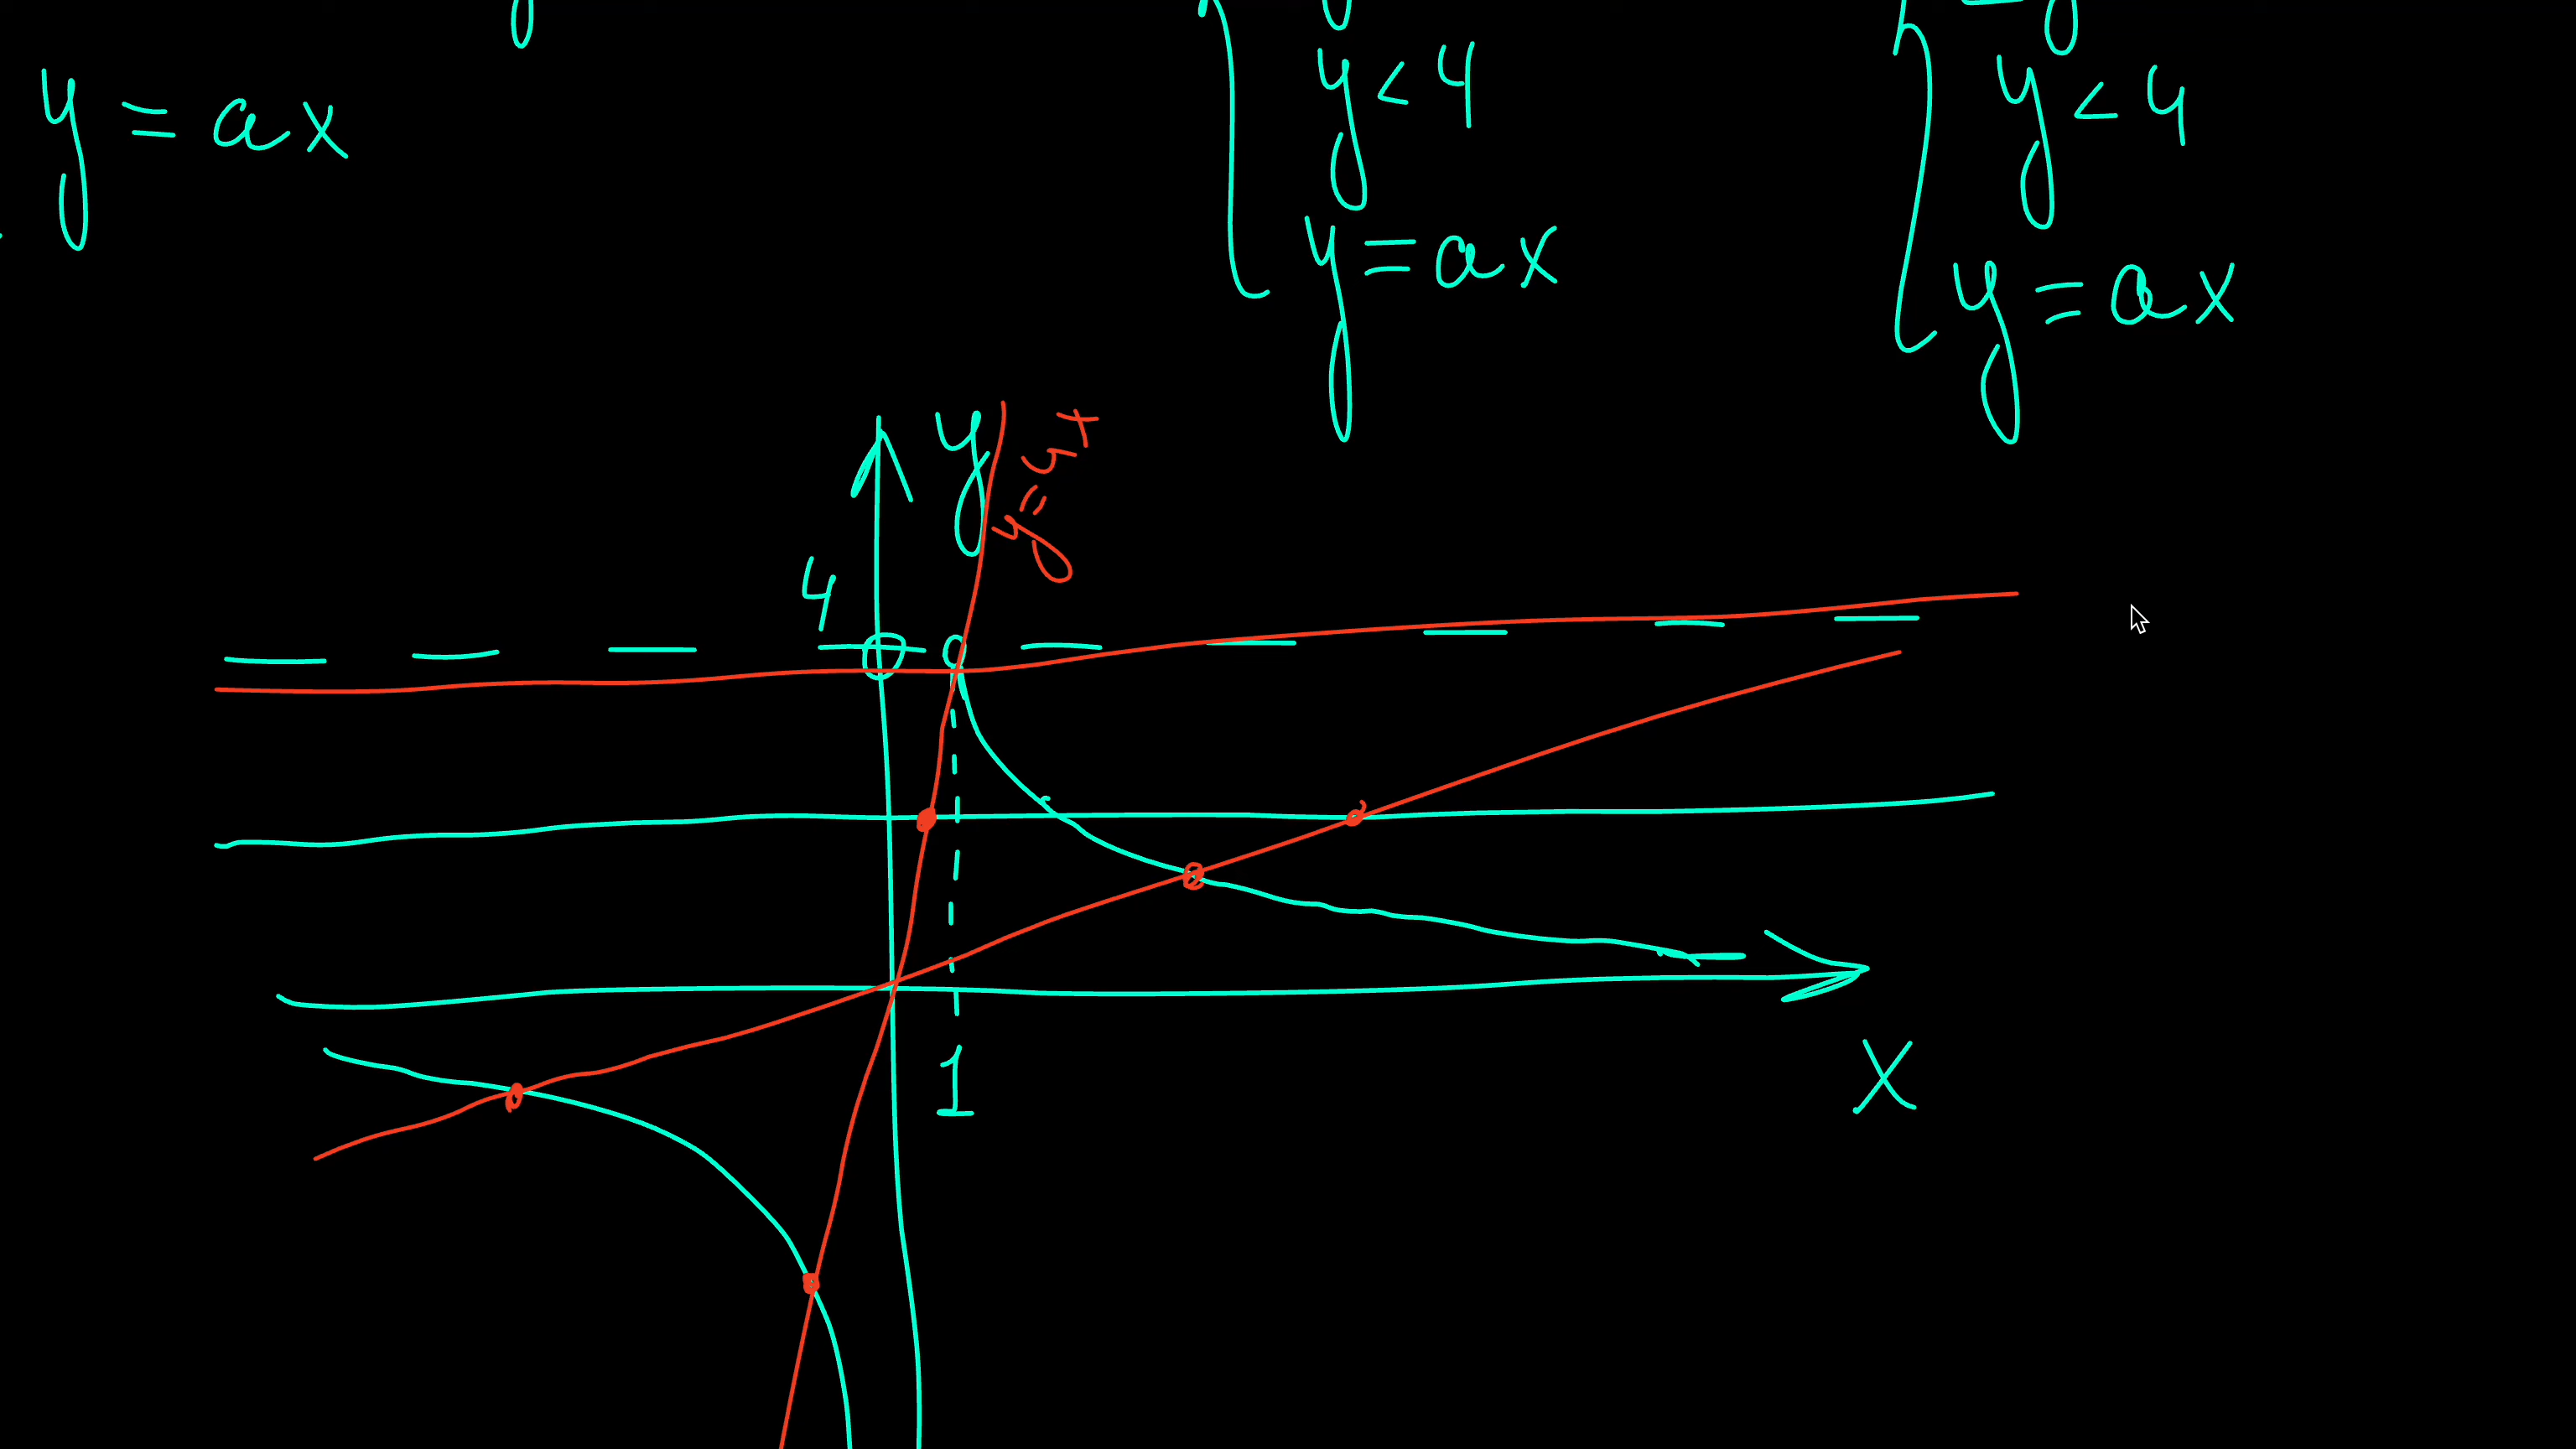 y = ax
y < 4
y = ax
y < 4
y = ax
y
y=4x
4
1
x